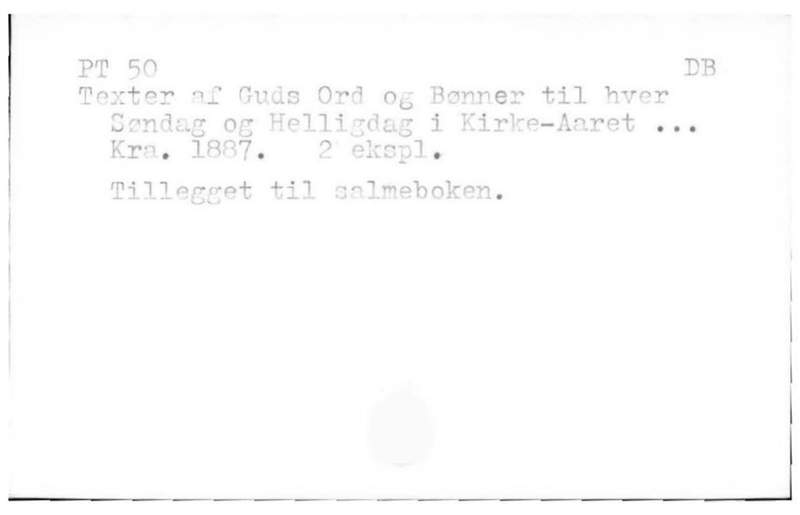 PT 50 DB
Texter af Guds Ord og Bønner til hver
Søndag og Helligdag i Kirke-Aaret ...
Kra. 1887. 2 ekspl.
Tillegget til salmeboken.